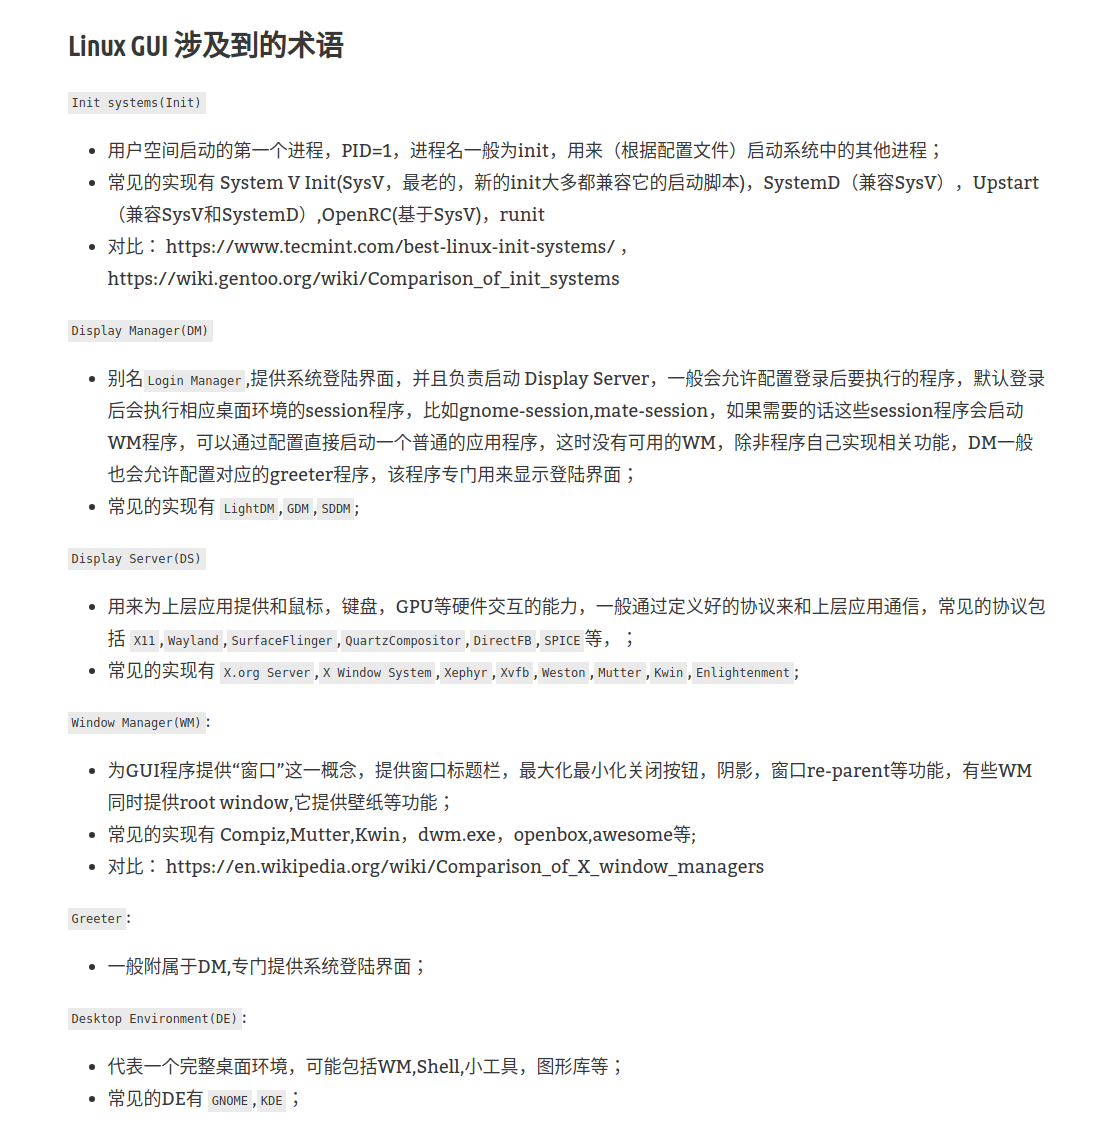 Linux GUI 涉及到的术语
Init systems(Init)
用户空间启动的第一个进程，PID=1，进程名一般为init，用来（根据配置文件）启动系统中的其他进程；
常见的实现有 System V Init(SysV，最老的，新的init大多都兼容它的启动脚本)，SystemD（兼容SysV），Upstart
（兼容SysV和SystemD）,OpenRC(基于SysV)，runit
对比： https://www.tecmint.com/best-linux-init-systems/ ，
https://wiki.gentoo.org/wiki/Comparison_of_init_systems
Display Manager(DM)
别名Login Manager,提供系统登陆界面，并且负责启动 Display Server，一般会允许配置登录后要执行的程序，默认登录
后会执行相应桌面环境的session程序，比如gnome-session,mate-session，如果需要的话这些session程序会启动
WM程序，可以通过配置直接启动一个普通的应用程序，这时没有可用的WM，除非程序自己实现相关功能，DM一般
也会允许配置对应的greeter程序，该程序专门用来显示登陆界面；
常见的实现有 LightDM,GDM,SDDM;
Display Server(DS)
用来为上层应用提供和鼠标，键盘，GPU等硬件交互的能力，一般通过定义好的协议来和上层应用通信，常见的协议包
括 X11,Wayland,SurfaceFlinger,QuartzCompositor,DirectFB,SPICE等，；
常见的实现有 X.org Server,X Window System,Xephyr,Xvfb,Weston,Mutter,Kwin,Enlightenment;
Window Manager(WM):
为GUI程序提供“窗口”这一概念，提供窗口标题栏，最大化最小化关闭按钮，阴影，窗口re-parent等功能，有些WM
同时提供root window,它提供壁纸等功能；
常见的实现有 Compiz,Mutter,Kwin，dwm.exe，openbox,awesome等;
对比： https://en.wikipedia.org/wiki/Comparison_of_X_window_managers
Greeter:
一般附属于DM,专门提供系统登陆界面；
Desktop Environment(DE):
代表一个完整桌面环境，可能包括WM,Shell,小工具，图形库等；
常见的DE有 GNOME,KDE；